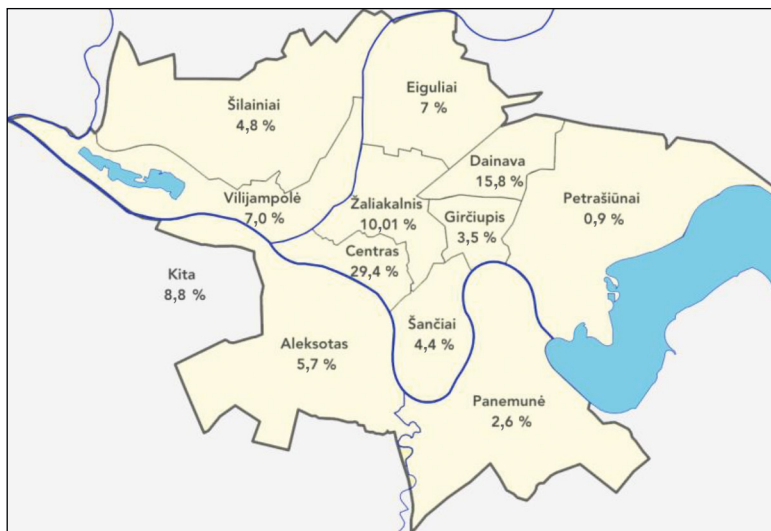 Eiguliai
7 %
Šilainiai
4,8 %
Dainava
15,8 %
Vilijampolė
7,0 %
Žaliakalnis
10,01 %
Girčiupis
3,5 %
Petrašiūnai
0,9 %
Centras
29,4 %
Kita
8,8 %
Šančiai
4,4 %
Aleksotas
5,7 %
Panemunė
2,6 %